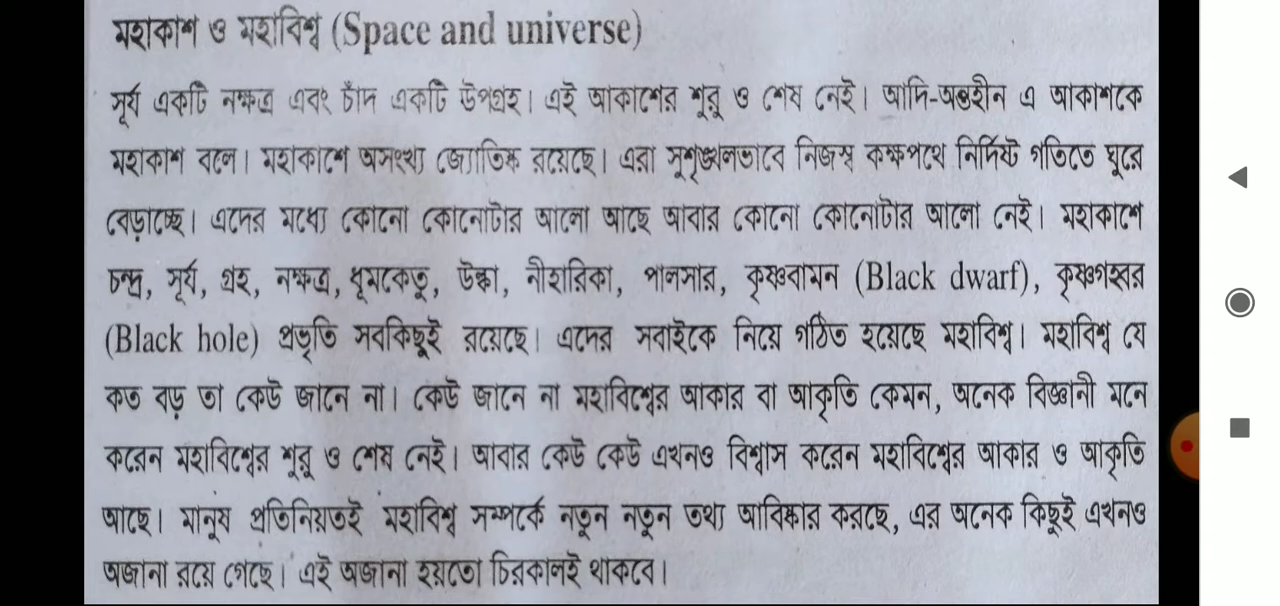 মহাকাশ ও মহাবিশ্ব (Space and universe)
সূর্য একটি নক্ষত্র এবং চাঁদ একটি উপগ্রহ। এই আকাশের শুরু ও শেষ নেই। আদি-অন্তহীন এ আকাশকে
মহাকাশ বলে। মহাকাশে অসংখ্য জ্যোতিষ্ক রয়েছে। এরা সুশৃঙ্খলভাবে নিজস্ব কক্ষপথে নির্দিষ্ট গতিতে ঘুরে
বেড়াচ্ছে। এদের মধ্যে কোনো কোনোটার আলো আছে আবার কোনো কোনোটার আলো নেই। মহাকাশে
চন্দ্র, সূর্য, গ্রহ, নক্ষত্র, ধূমকেতু, উল্কা, নীহারিকা, পালসার, কৃষ্ণবামন (Black dwarf), কৃষ্ণগহ্বর
(Black hole) প্রভৃতি সবকিছুই রয়েছে। এদের সবাইকে নিয়ে গঠিত হয়েছে মহাবিশ্ব। মহাবিশ্ব যে
কত বড় তা কেউ জানে না। কেউ জানে না মহাবিশ্বের আকার বা আকৃতি কেমন, অনেক বিজ্ঞানী মনে
করেন মহাবিশ্বের শুরু ও শেষ নেই। আবার কেউ কেউ এখনও বিশ্বাস করেন মহাবিশ্বের আকার ও আকৃতি
আছে। মানুষ প্রতিনিয়তই মহাবিশ্ব সম্পর্কে নতুন নতুন তথ্য আবিষ্কার করছে, এর অনেক কিছুই এখনও
অজানা রয়ে গেছে। এই অজানা হয়তো চিরকালই থাকবে।